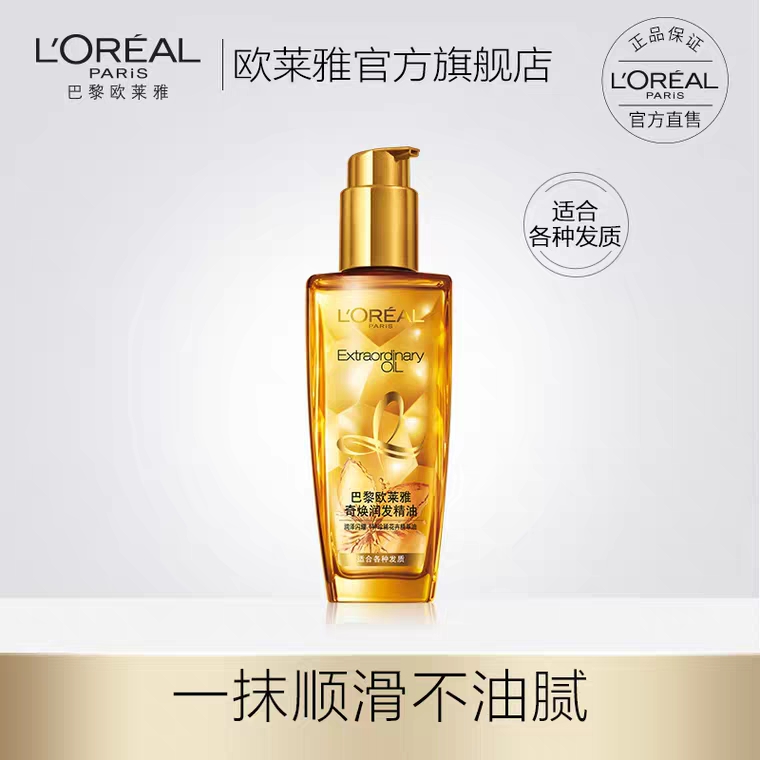 L'ORÉAL
PARIS
巴黎欧莱雅
欧莱雅官方旗舰店
正品保证
L'ORÉAL
PARIS
官方直售
适合
各种发质
L'ORÉAL
PARIS
Extraordinary
OIL
巴黎欧莱雅
奇焕润发精油
适合各种发质
一抹顺滑不油腻